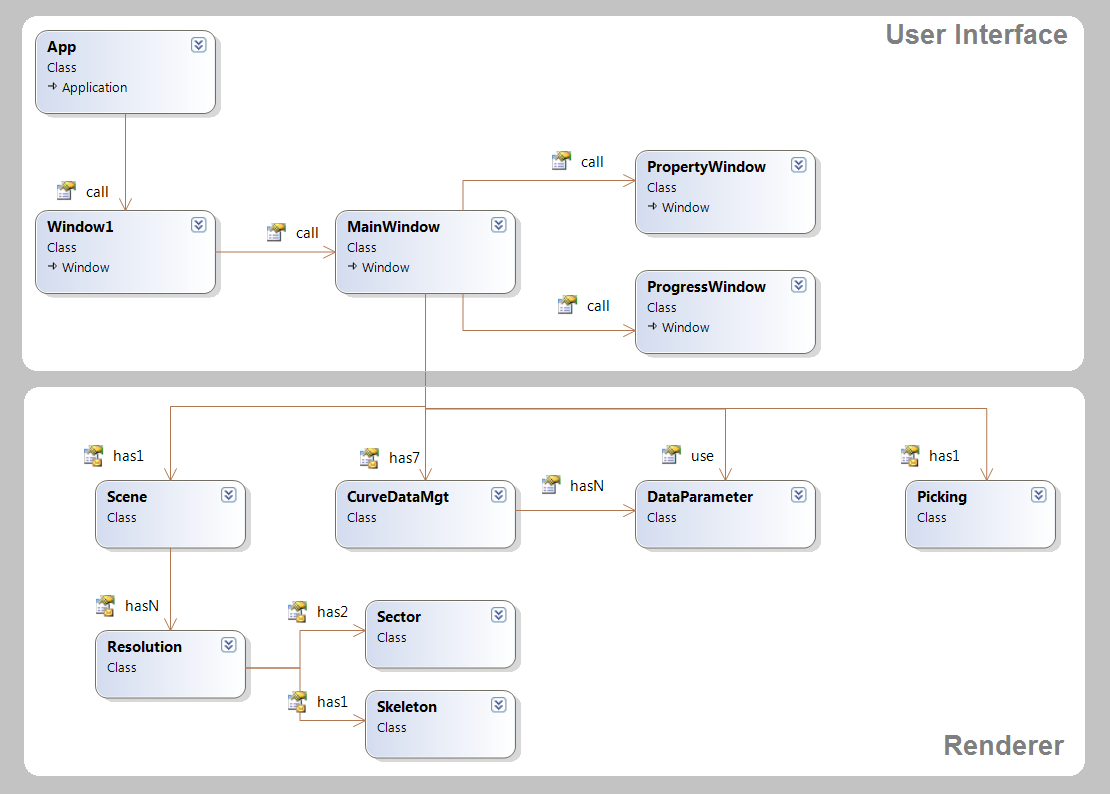 User Interface
App
Class
Application
call
Window1
Class
Window
call
MainWindow
Class
Window
call
PropertyWindow
Class
Window
call
ProgressWindow
Class
Window
has1
Scene
Class
has7
CurveDataMgt
Class
hasN
use
DataParameter
Class
has1
Picking
Class
hasN
Resolution
Class
has2
Sector
Class
has1
Skeleton
Class
Renderer